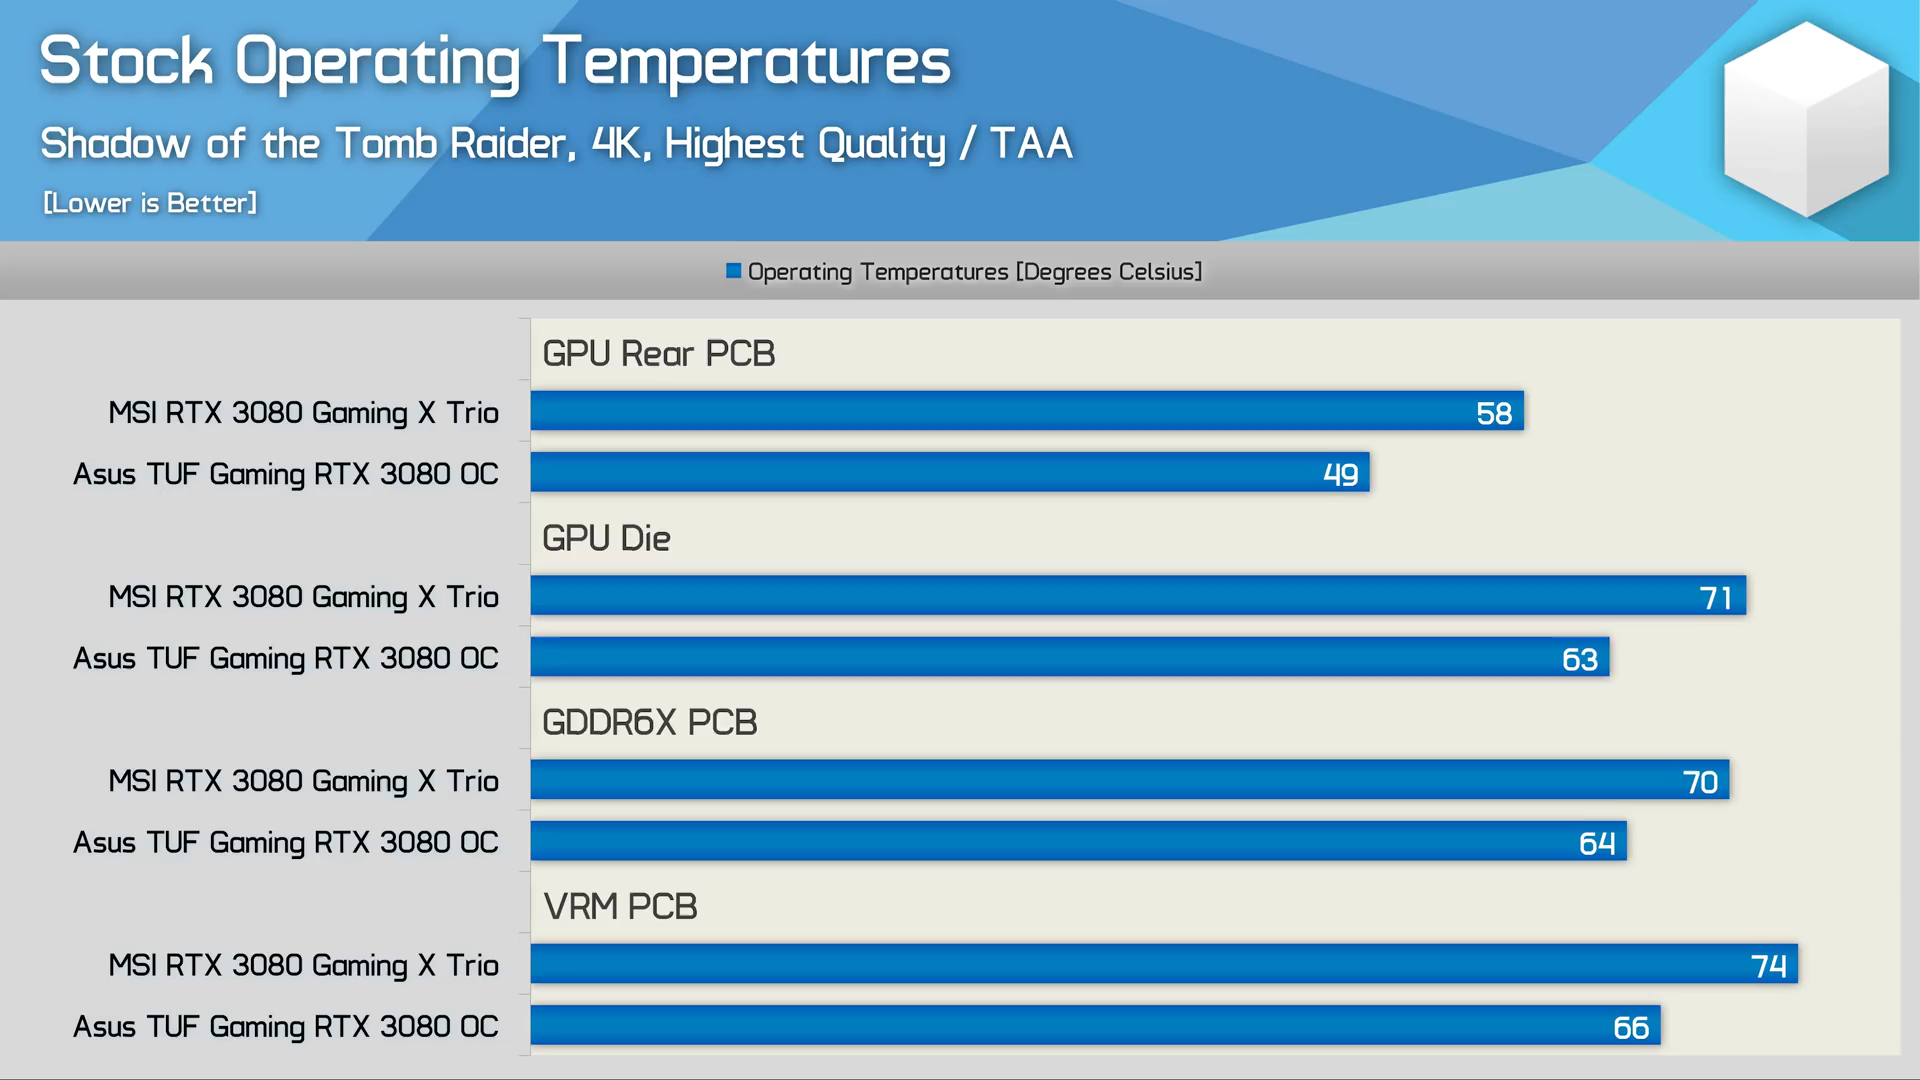 Stock Operating Temperatures
Shadow of the Tomb Raider, 4K, Highest Quality / TAA
[Lower is Better]
Operating Temperatures [Degrees Celsius]
GPU Rear PCB
MSI RTX 3080 Gaming X Trio 58
Asus TUF Gaming RTX 3080 OC 49
GPU Die
MSI RTX 3080 Gaming X Trio 71
Asus TUF Gaming RTX 3080 OC 63
GDDR6X PCB
MSI RTX 3080 Gaming X Trio 70
Asus TUF Gaming RTX 3080 OC 64
VRM PCB
MSI RTX 3080 Gaming X Trio 74
Asus TUF Gaming RTX 3080 OC 66